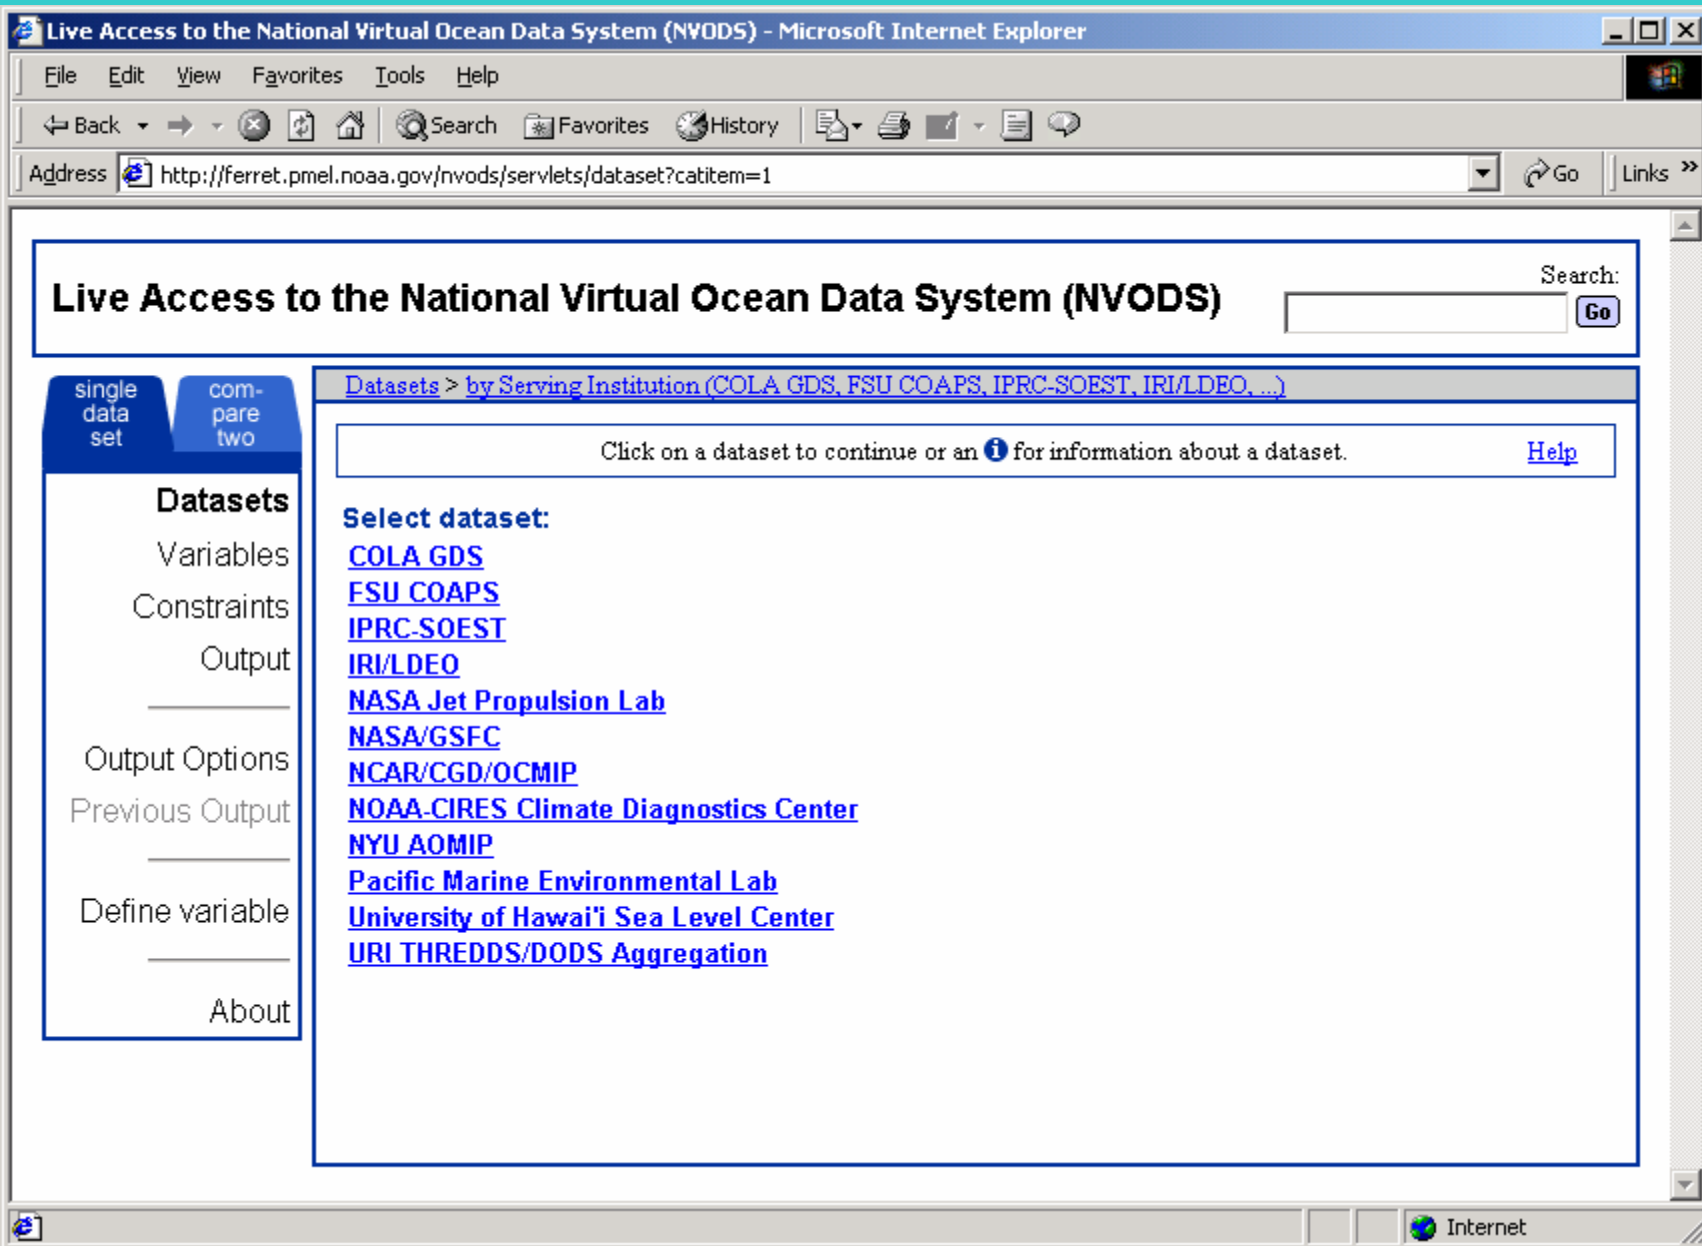 Live Access to the National Virtual Ocean Data System (NVODS) - Microsoft Internet Explorer
File Edit View Favorites Tools Help
Back Search Favorites History
Address http://ferret.pmel.noaa.gov/nvods/servlets/dataset?catitem=1 Go Links »
Live Access to the National Virtual Ocean Data System (NVODS)
Search:
Go
single data set
com-pare two
Datasets > by Serving Institution (COLA GDS, FSU COAPS, IPRC-SOEST, IRI/LDEO, ...)
Click on a dataset to continue or an i for information about a dataset. Help
Datasets
Variables
Constraints
Output
Output Options
Previous Output
Define variable
About
Select dataset:
COLA GDS
FSU COAPS
IPRC-SOEST
IRI/LDEO
NASA Jet Propulsion Lab
NASA/GSFC
NCAR/CGD/OCMIP
NOAA-CIRES Climate Diagnostics Center
NYU AOMIP
Pacific Marine Environmental Lab
University of Hawai'i Sea Level Center
URI THREDDS/DODS Aggregation
Internet